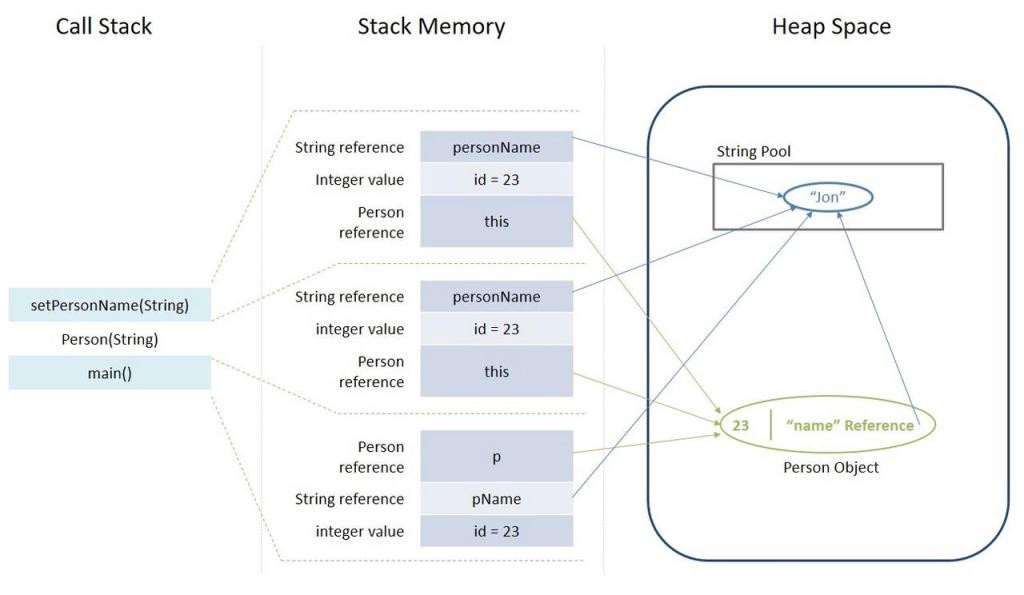 Call Stack
Stack Memory
Heap Space
setPersonName(String)
Person(String)
main()
String reference
personName
Integer value
id = 23
Person
reference
this
String reference
personName
integer value
id = 23
Person
reference
this
Person
reference
p
String reference
pName
integer value
id = 23
String Pool
“Jon”
23
“name” Reference
Person Object